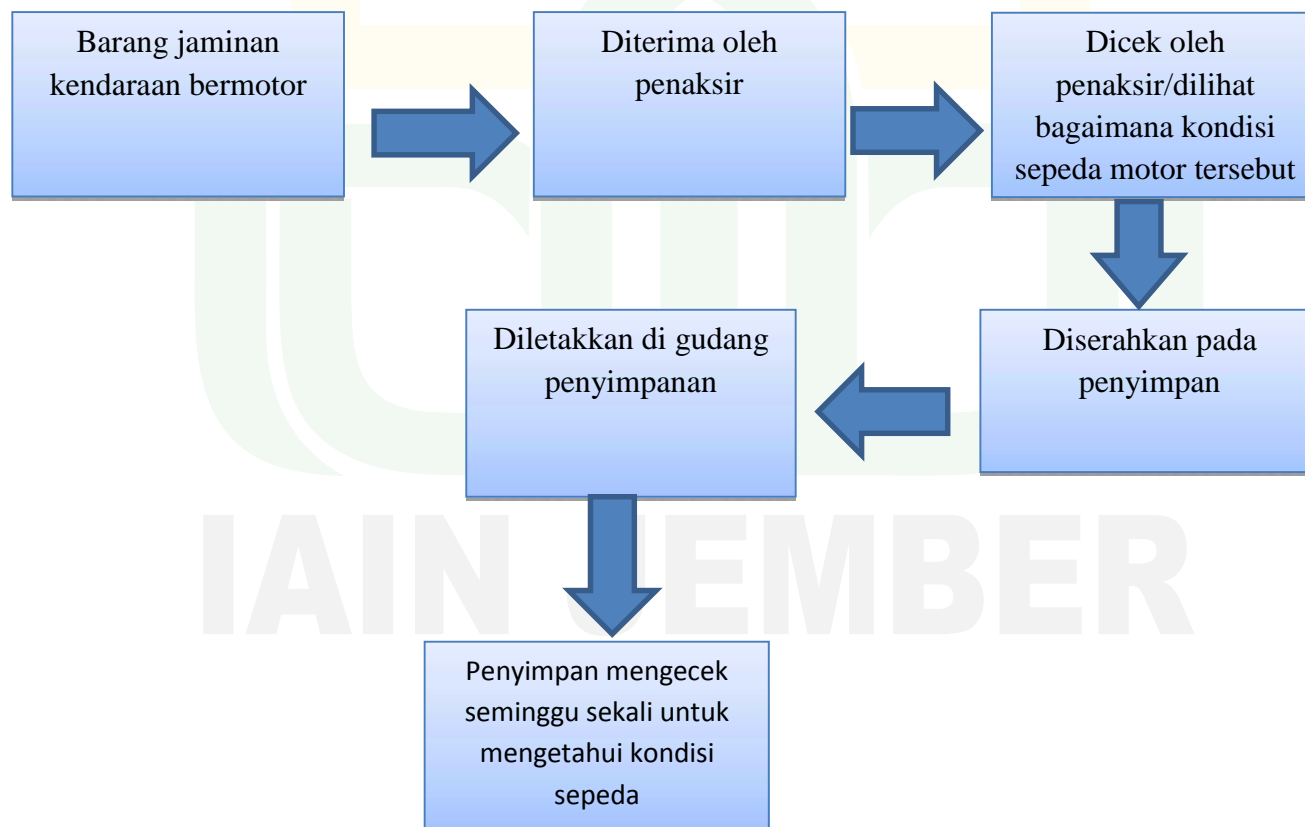 Barang jaminan
kendaraan bermotor
Diterima oleh
penaksir
Dicek oleh
penaksir/dilihat
bagaimana kondisi
sepeda motor tersebut
Diserahkan pada
penyimpan
Diletakkan di gudang
penyimpanan
Penyimpan mengecek
seminggu sekali untuk
mengetahui kondisi
sepeda
IAIN JEMBER